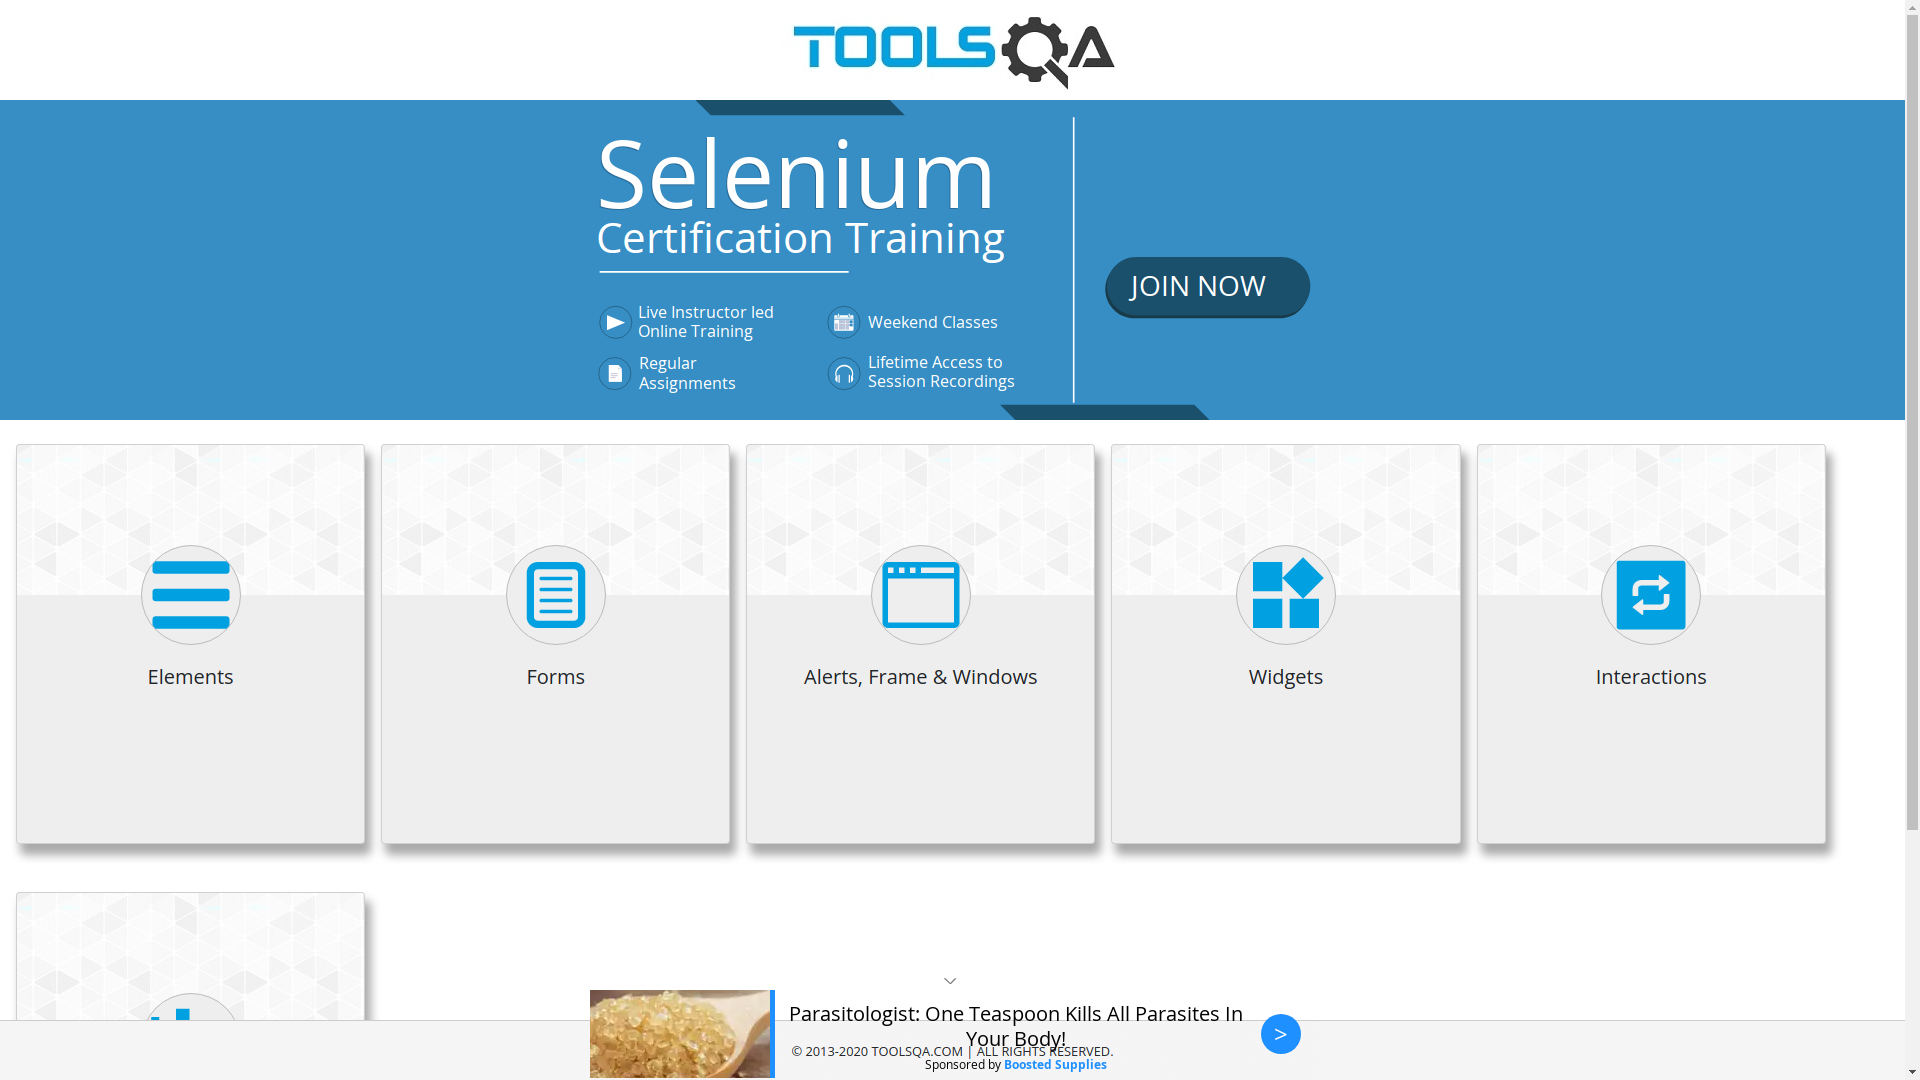 TOOLSQA
Selenium
Certification Training
Live Instructor led
Online Training
Weekend Classes
Regular
Assignments
Lifetime Access to
Session Recordings
JOIN NOW
Elements
Forms
Alerts, Frame & Windows
Widgets
Interactions
Parasitologist: One Teaspoon Kills All Parasites In
Your Body!
© 2013-2020 TOOLSQA.COM | ALL RIGHTS RESERVED.
Sponsored by Boosted Supplies
>